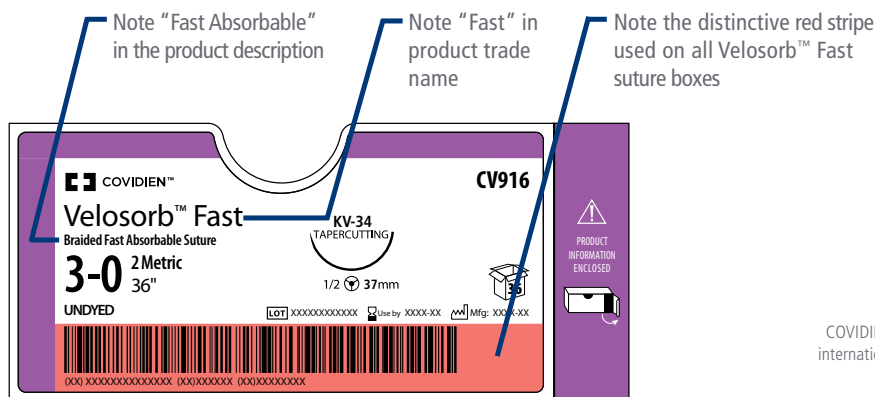 Note “Fast Absorbable”
in the product description
Note “Fast” in
product trade
name
Note the distinctive red stripe
used on all Velosorb™ Fast
suture boxes
COVIDIEN™
CV916
Velosorb™ Fast
Braided Fast Absorbable Suture
KV-34
TAPERCUTTING
3-0 2 Metric
36"
1/2 37mm
36
UNDYED
LOT XXXXXXXXXXXX Use by XXXX-XX Mfg: XXXX-XX
(XX) XXXXXXXXXXXXXX (XX)XXXXXX (XX)XXXXXXXX
PRODUCT
INFORMATION
ENCLOSED
COVIDIE
internatio